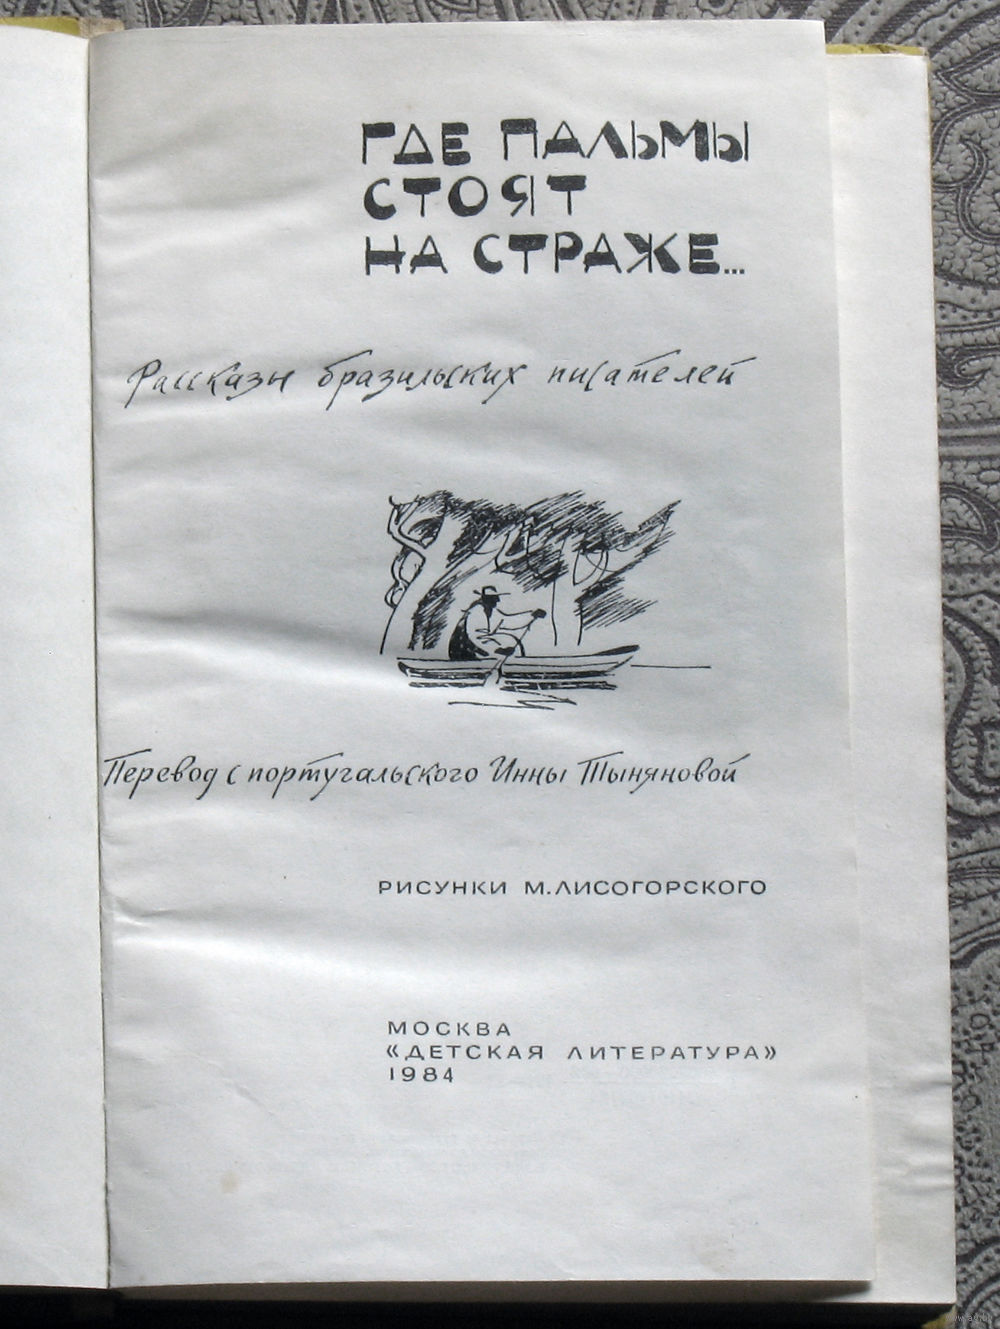 ГДЕ ПАЛЬМЫ
СТОЯТ
НА СТРАЖЕ...
Рассказы бразильских писателей
Перевод с португальского Инны Тыняновой
РИСУНКИ М.ЛИСОГОРСКОГО
МОСКВА
«ДЕТСКАЯ ЛИТЕРАТУРА»
1984